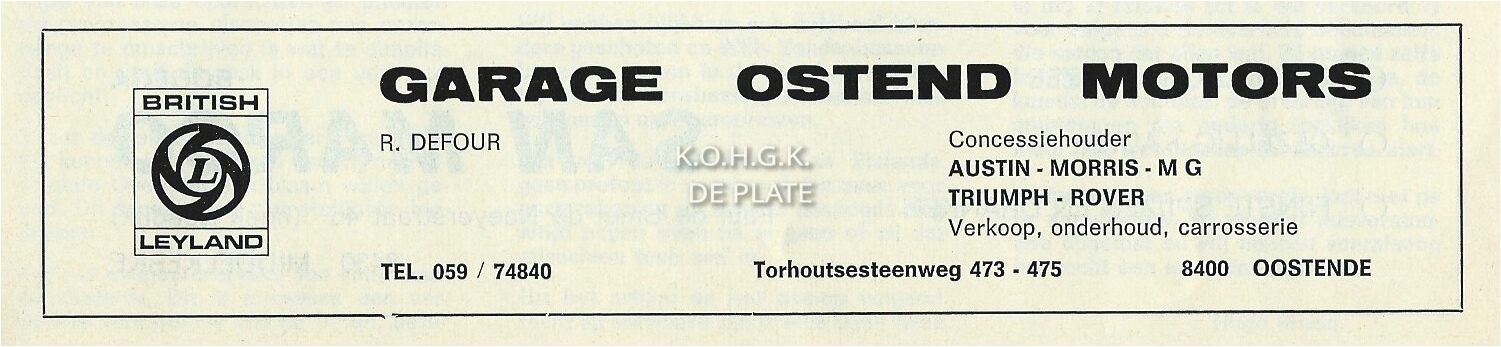 GARAGE OSTEND MOTORS
BRITISH
L
LEYLAND
R. DEFOUR
K.O.H.G.K.
DE PLATE
Concessiehouder
AUSTIN - MORRIS - M G
TRIUMPH - ROVER
Verkoop, onderhoud, carrosserie
TEL. 059 / 74840
Torhoutsesteenweg 473 - 475 8400 OOSTENDE